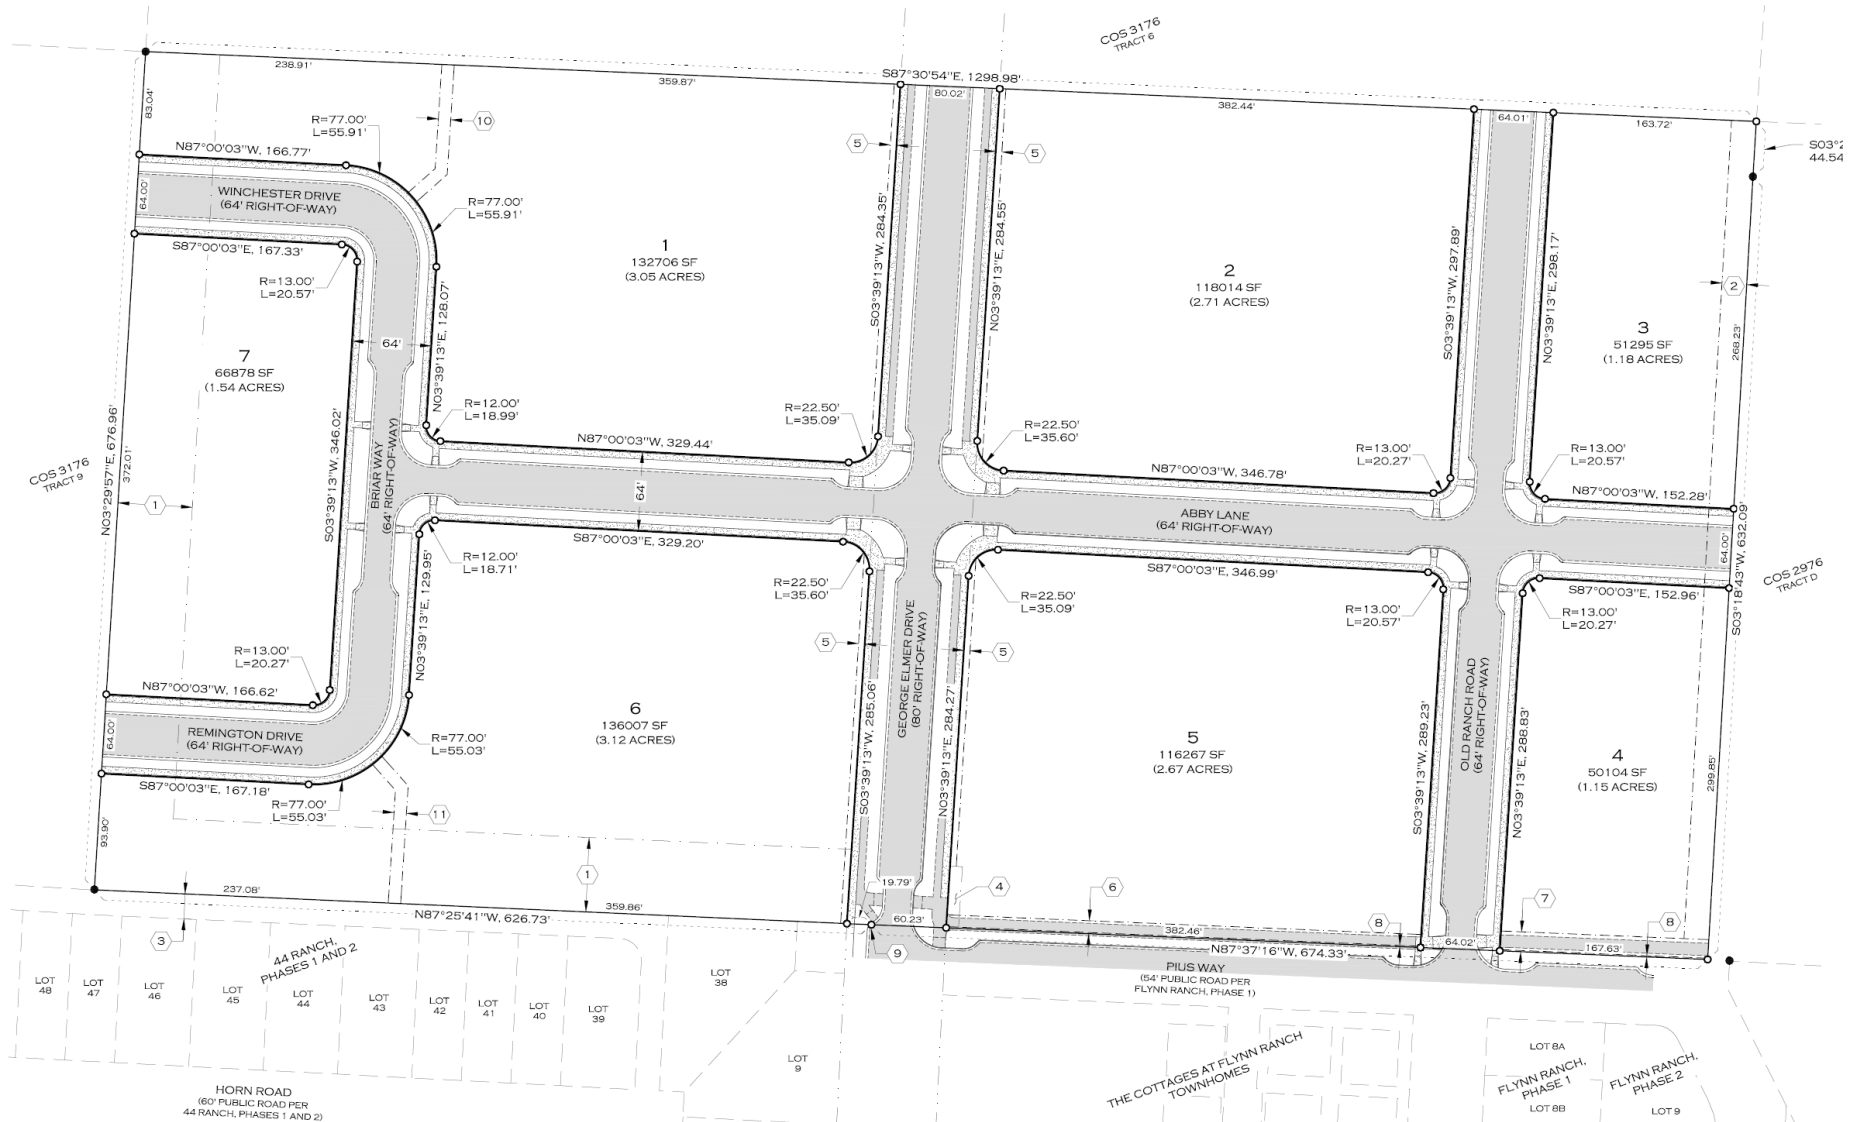 COS 3176
TRACT 6
S87°30'54"E, 1298.98'
238.91'
359.87'
80.02'
382.44'
64.01'
163.72'
S03°2
44.54
83.04'
R=77.00'
L=55.91'
10
5
5
N87°00'03"W, 166.77'
WINCHESTER DRIVE
(64' RIGHT-OF-WAY)
64.00'
R=77.00'
L=55.91'
S87°00'03"E, 167.33'
R=13.00'
L=20.57'
1
132706 SF
(3.05 ACRES)
S03°39'13"W, 284.35'
N03°39'13"E, 284.55'
2
118014 SF
(2.71 ACRES)
S03°39'13"W, 297.89'
N03°39'13"E, 298.17'
2
3
51295 SF
(1.18 ACRES)
268.23'
N03°39'13"E, 128.07'
64'
7
66878 SF
(1.54 ACRES)
R=12.00'
L=18.99'
R=22.50'
L=35.09'
R=22.50'
L=35.60'
N87°00'03"W, 329.44'
N87°00'03"W, 346.78'
R=13.00'
L=20.27'
R=13.00'
L=20.57'
N87°00'03"W, 152.28'
COS 3176
TRACT 9
N03°29'57"E, 676.96'
372.01'
1
S03°39'13"W, 346.02'
BRIAR WAY
(64' RIGHT-OF-WAY)
64'
ABBY LANE
(64' RIGHT-OF-WAY)
64.00'
S03°18'43"W, 632.09'
COS 2976
TRACT D
S87°00'03"E, 329.20'
R=12.00'
L=18.71'
N03°39'13"E, 129.95'
R=22.50'
L=35.60'
S87°00'03"E, 346.99'
R=22.50'
L=35.09'
R=13.00'
L=20.57'
S87°00'03"E, 152.96'
R=13.00'
L=20.27'
5
5
GEORGE ELMER DRIVE
(80' RIGHT-OF-WAY)
R=13.00'
L=20.27'
N87°00'03"W, 166.62'
REMINGTON DRIVE
(64' RIGHT-OF-WAY)
64.00'
S87°00'03"E, 167.18'
R=77.00'
L=55.03'
R=77.00'
L=55.03'
6
136007 SF
(3.12 ACRES)
S03°39'13"W, 285.06'
N03°39'13"E, 284.27'
5
116267 SF
(2.67 ACRES)
S03°39'13"W, 289.23'
OLD RANCH ROAD
(64' RIGHT-OF-WAY)
N03°39'13"E, 288.83'
4
50104 SF
(1.15 ACRES)
299.85'
93.90'
11
1
19.79'
4
6
7
237.08'
N87°25'41"W, 626.73'
359.86'
60.23'
382.46'
8
64.02'
167.63'
8
3
9
N87°37'16"W, 674.33'
PIUS WAY
(54' PUBLIC ROAD PER
FLYNN RANCH, PHASE 1)
44 RANCH,
PHASES 1 AND 2
LOT
48
LOT
47
LOT
46
LOT
45
LOT
44
LOT
43
LOT
42
LOT
41
LOT
40
LOT
39
LOT
38
LOT
9
THE COTTAGES AT FLYNN RANCH
TOWNHOMES
LOT 8A
FLYNN RANCH,
PHASE 1
LOT 8B
FLYNN RANCH,
PHASE 2
LOT 9
HORN ROAD
(60' PUBLIC ROAD PER
44 RANCH, PHASES 1 AND 2)